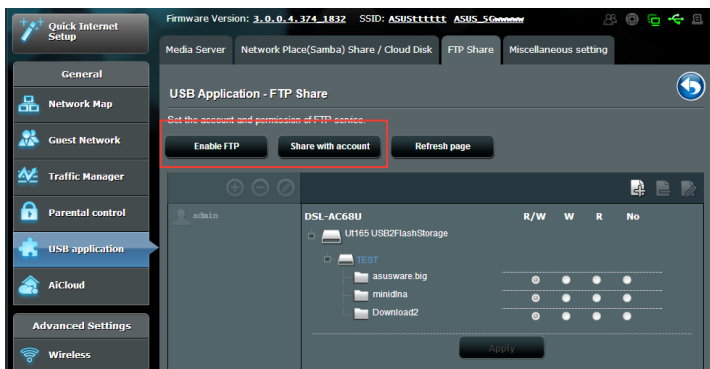 Quick Internet
Setup
Firmware Version: 3.0.0.4.374_1832 SSID: ASUStttttt ASUS_5Gwwwww
Media Server Network Place(Samba) Share / Cloud Disk FTP Share Miscellaneous setting
General
Network Map
Guest Network
Traffic Manager
Parental control
USB application
AiCloud
Advanced Settings
Wireless
USB Application - FTP Share
Set the account and permission of FTP service.
Enable FTP Share with account Refresh page
admin
DSL-AC68U R/W W R No
Ut165 USB2FlashStorage
TEST
asusware.big
minidlna
Download2
Apply